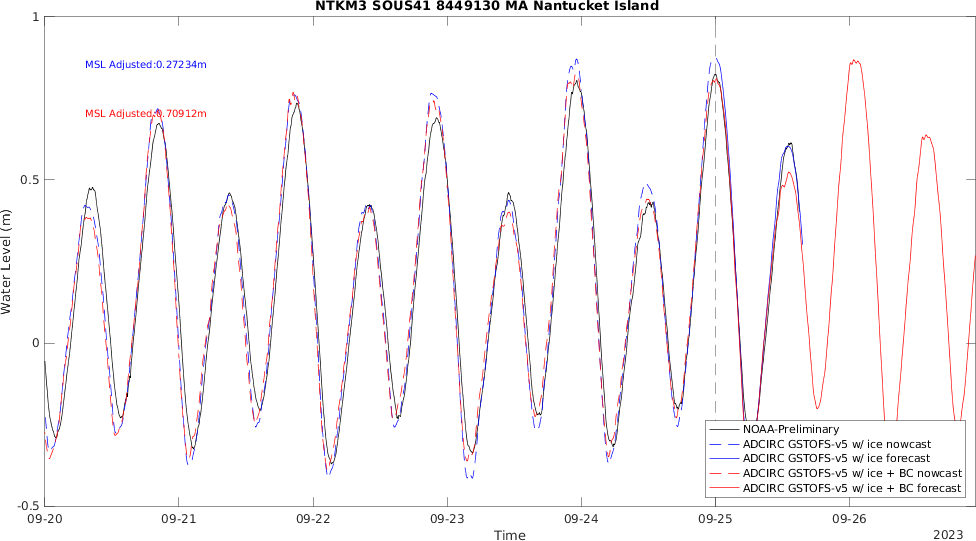 NTKM3 SOUS41 8449130 MA Nantucket Island
1
MSL Adjusted:0.27234m
MSL Adjusted:0.70912m
0.5
Water Level (m)
0
-0.5
NOAA-Preliminary
ADCIRC GSTOFS-v5 w/ ice nowcast
ADCIRC GSTOFS-v5 w/ ice forecast
ADCIRC GSTOFS-v5 w/ ice + BC nowcast
ADCIRC GSTOFS-v5 w/ ice + BC forecast
09-20 09-21 09-22 09-23 09-24 09-25 09-26
Time
2023